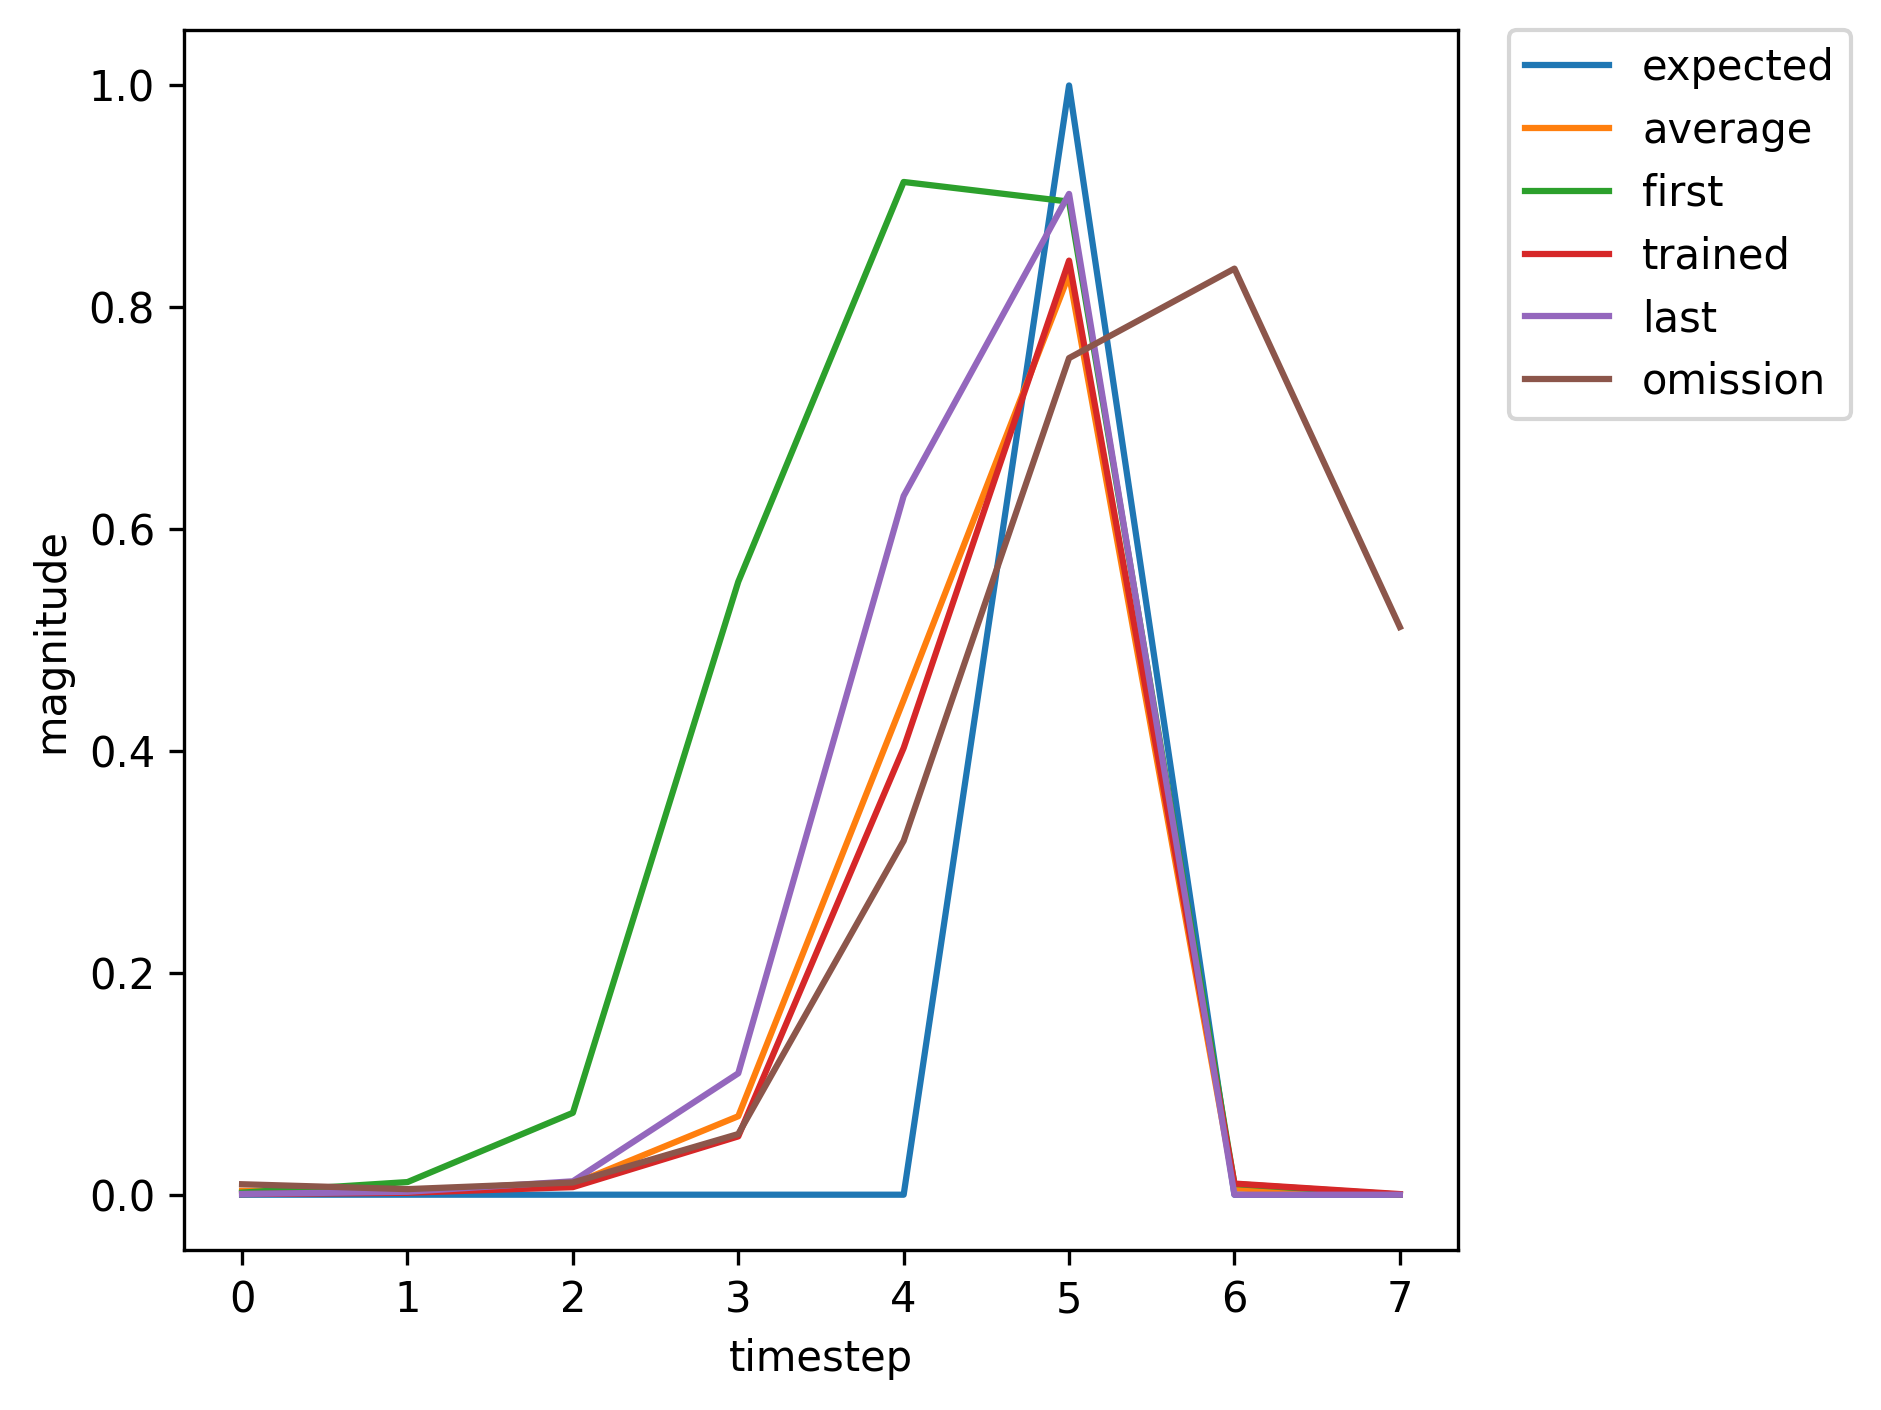 1.0
0.8
0.6
0.4
0.2
0.0
magnitude
0 1 2 3 4 5 6 7
timestep
expected
average
first
trained
last
omission